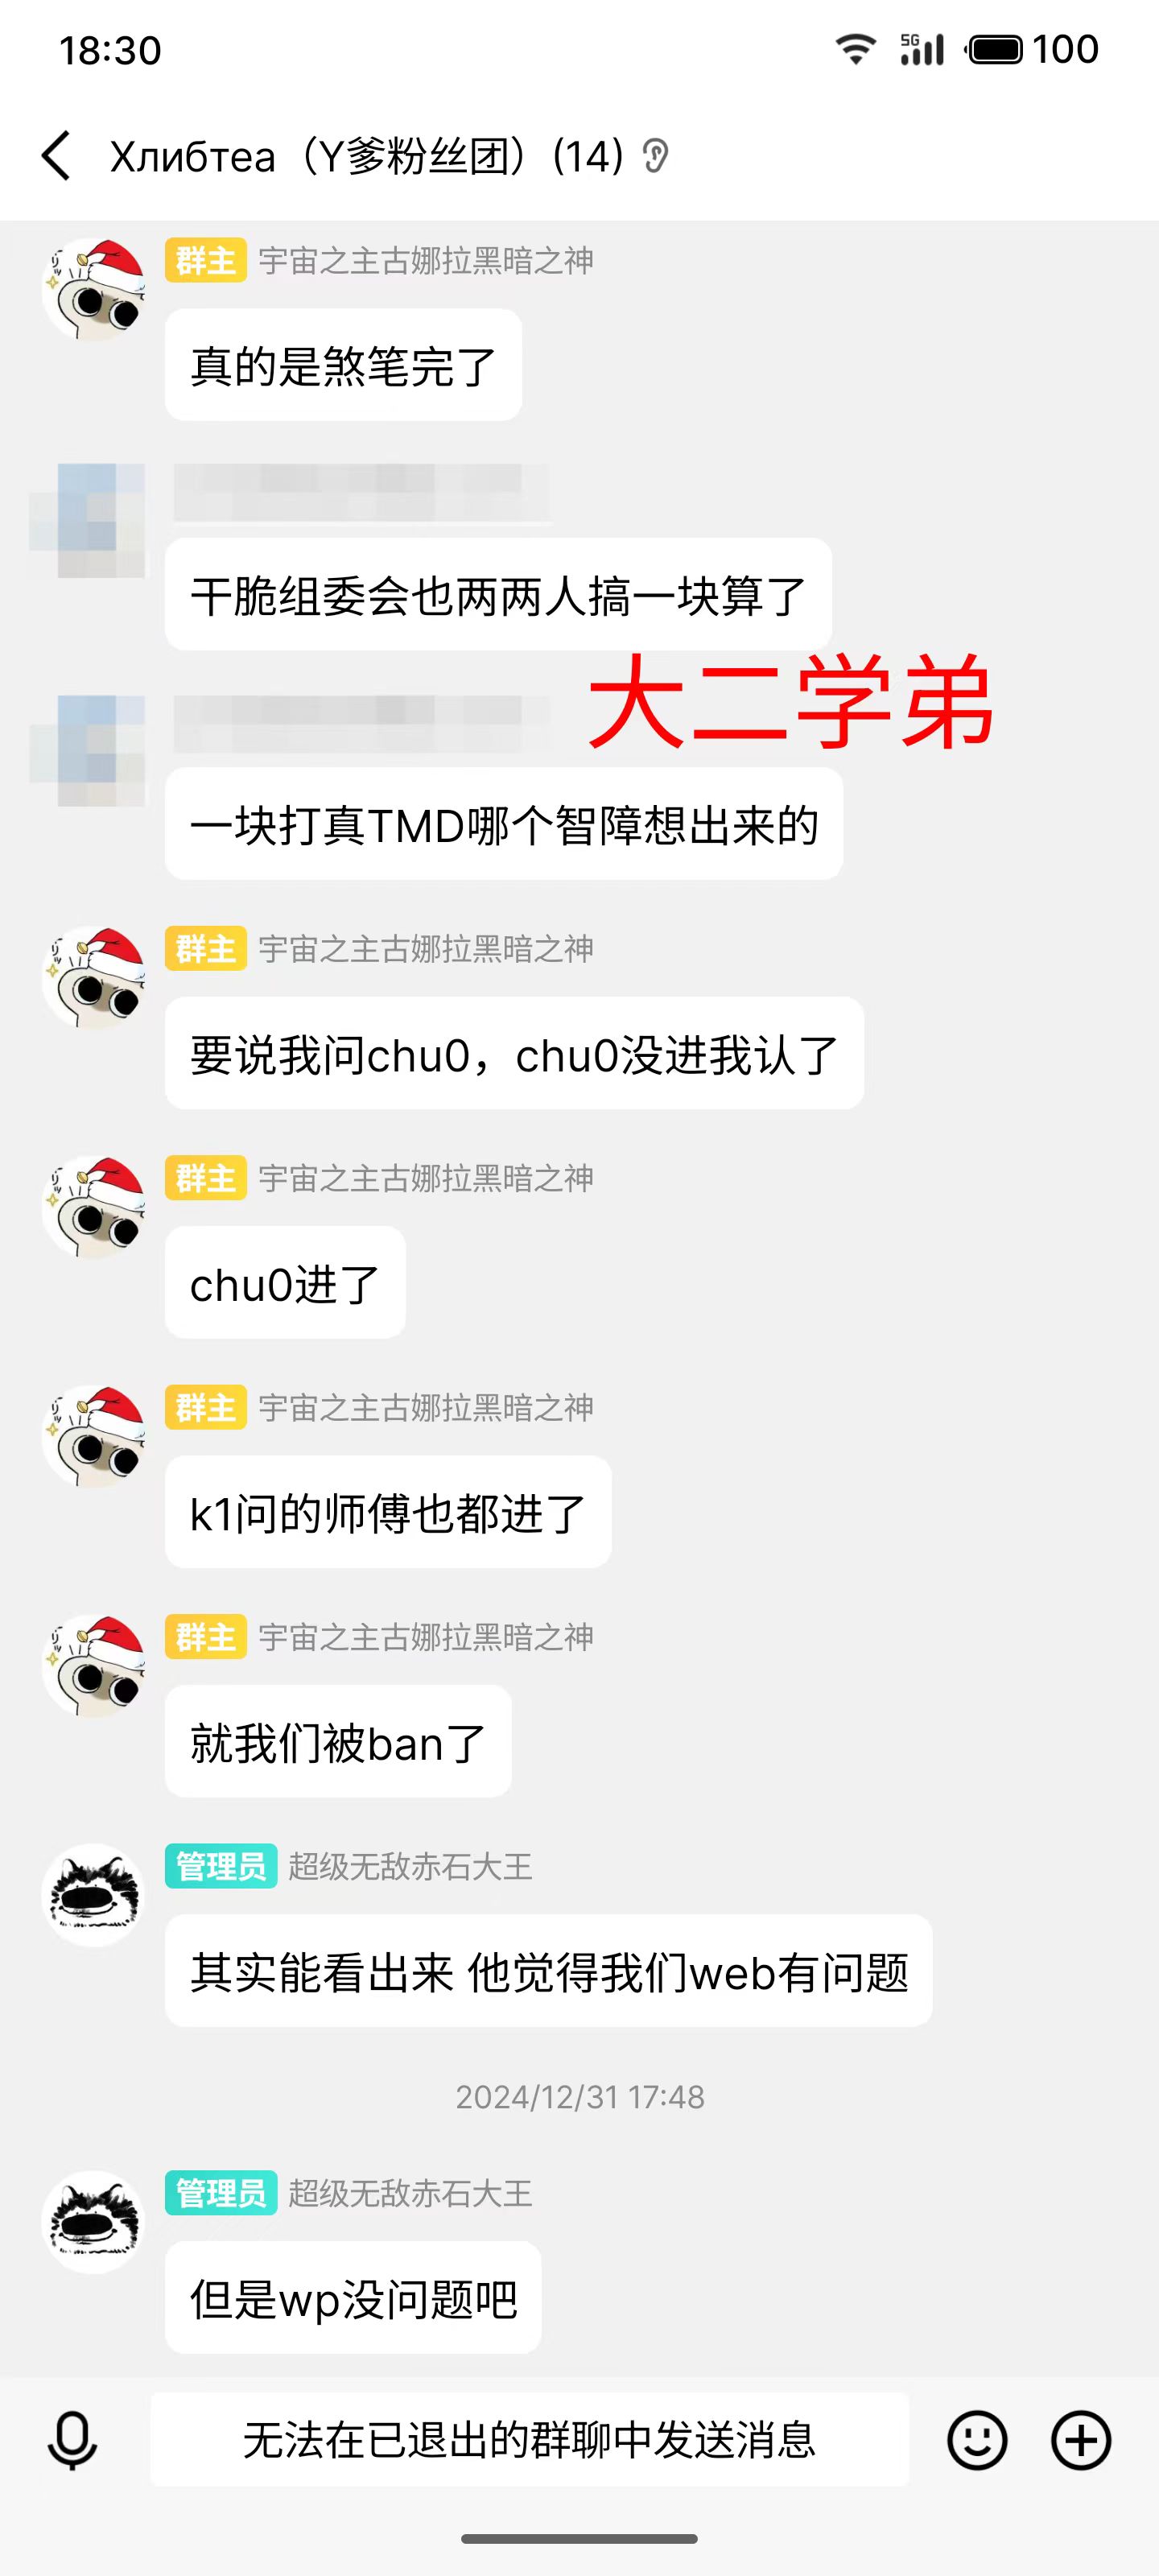 18:30
5G
100
Хлибтеа（Y爹粉丝团）(14)
群主 宇宙之主古娜拉黑暗之神
真的是煞笔完了
干脆组委会也两两人搞一块算了
大二学弟
一块打真TMD哪个智障想出来的
群主 宇宙之主古娜拉黑暗之神
要说我问chu0，chu0没进我认了
群主 宇宙之主古娜拉黑暗之神
chu0进了
群主 宇宙之主古娜拉黑暗之神
k1问的师傅也都进了
群主 宇宙之主古娜拉黑暗之神
就我们被ban了
管理员 超级无敌赤石大王
其实能看出来 他觉得我们web有问题
2024/12/31 17:48
管理员 超级无敌赤石大王
但是wp没问题吧
无法在已退出的群聊中发送消息